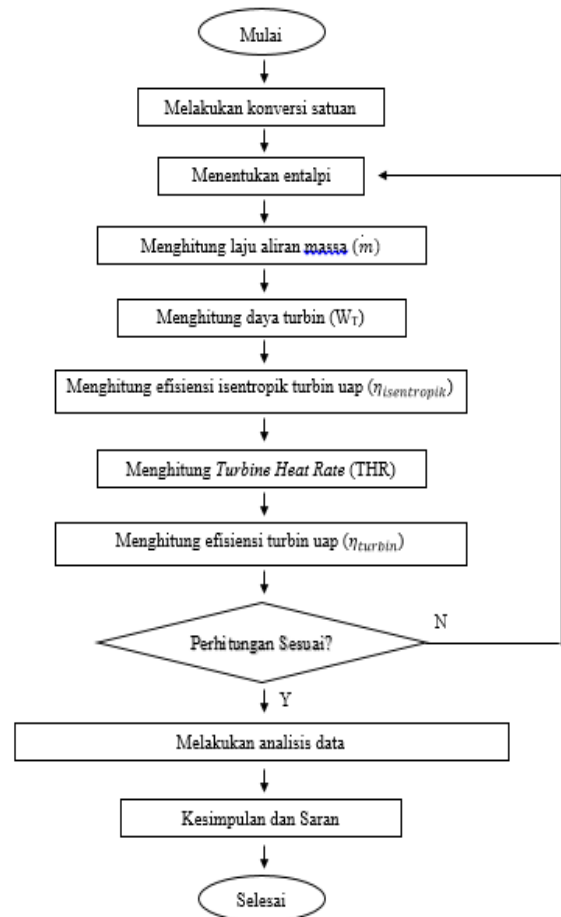 Mulai
Melakukan konversi satuan
Menentukan entalpi
Menghitung laju aliran massa (ṁ)
Menghitung daya turbin (W_T)
Menghitung efisiensi isentropik turbin uap (η_isentropik)
Menghitung Turbine Heat Rate (THR)
Menghitung efisiensi turbin uap (η_turbin)
Perhitungan Sesuai?
N
Y
Melakukan analisis data
Kesimpulan dan Saran
Selesai